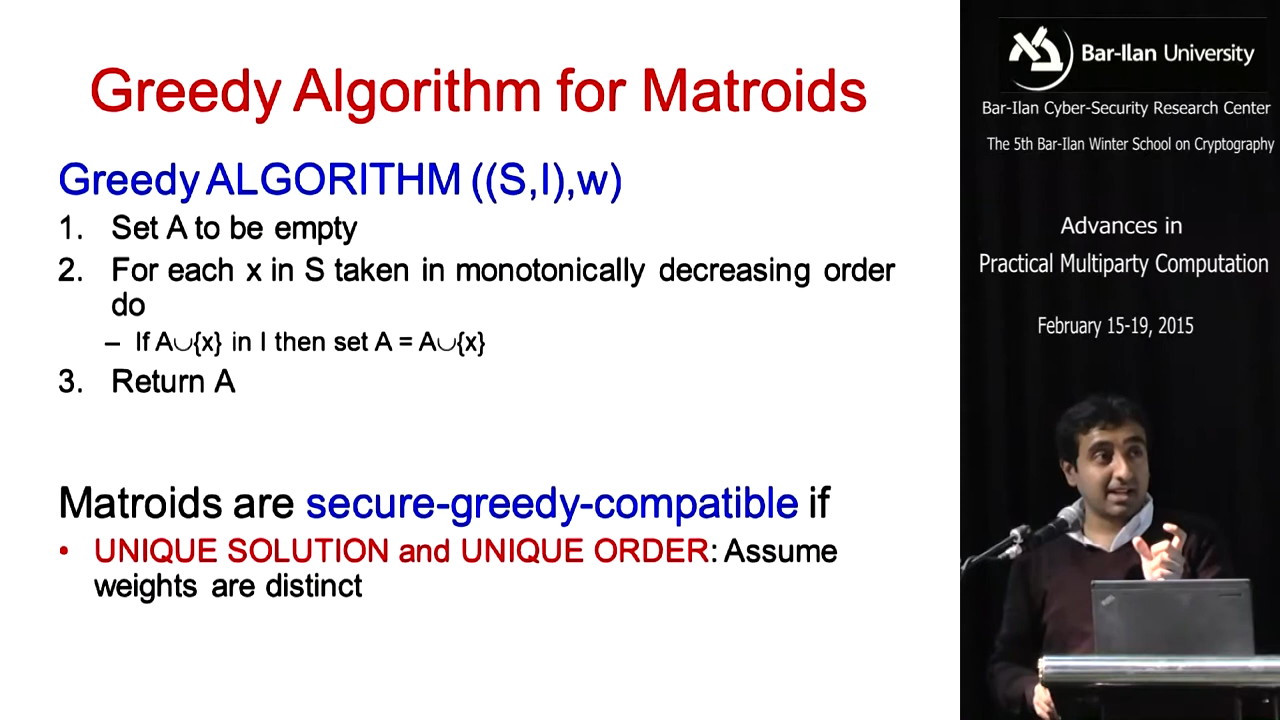 Greedy Algorithm for Matroids
Greedy ALGORITHM ((S,I),w)
1. Set A to be empty
2. For each x in S taken in monotonically decreasing order
do
– If A∪{x} in I then set A = A∪{x}
3. Return A
Matroids are secure-greedy-compatible if
• UNIQUE SOLUTION and UNIQUE ORDER: Assume
weights are distinct
Bar-Ilan University
Bar-Ilan Cyber-Security Research Center
The 5th Bar-Ilan Winter School on Cryptography
Advances in
Practical Multiparty Computation
February 15-19, 2015